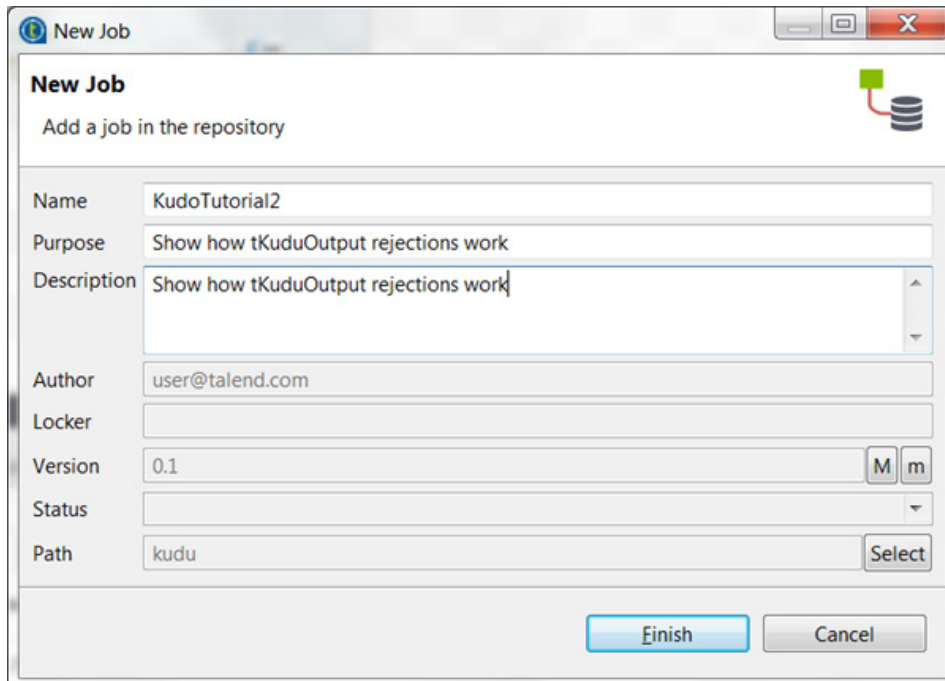 New Job
New Job
Add a job in the repository
Name KudoTutorial2
Purpose Show how tKuduOutput rejections work
Description Show how tKuduOutput rejections work
Author user@talend.com
Locker
Version 0.1 M m
Status
Path kudu Select
Finish Cancel